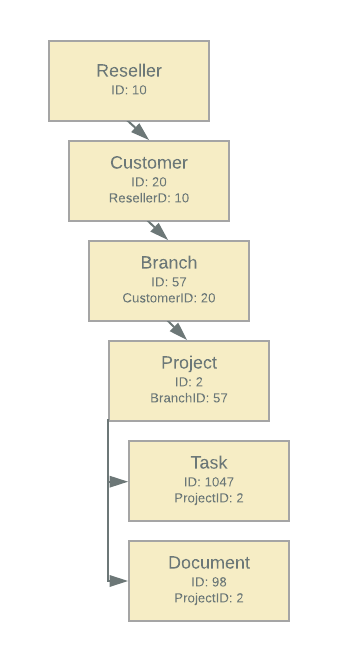 Reseller
ID: 10
Customer
ID: 20
ResellerD: 10
Branch
ID: 57
CustomerID: 20
Project
ID: 2
BranchID: 57
Task
ID: 1047
ProjectID: 2
Document
ID: 98
ProjectID: 2